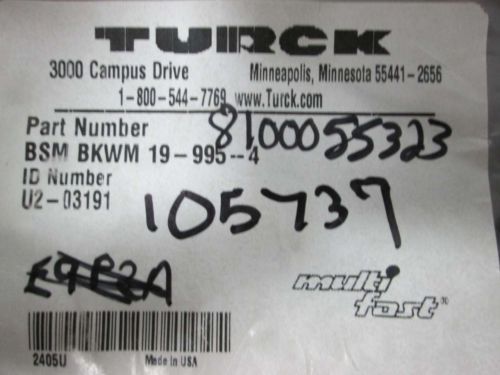 TURCK
3000 Campus Drive Minneapolis, Minnesota 55441-2656
1-800-544-7769 www.Turck.com
Part Number 8100055323
BSM BKWM 19-995--4
ID Number
U2-03191 105737
multi
fast®
2405U Made in USA